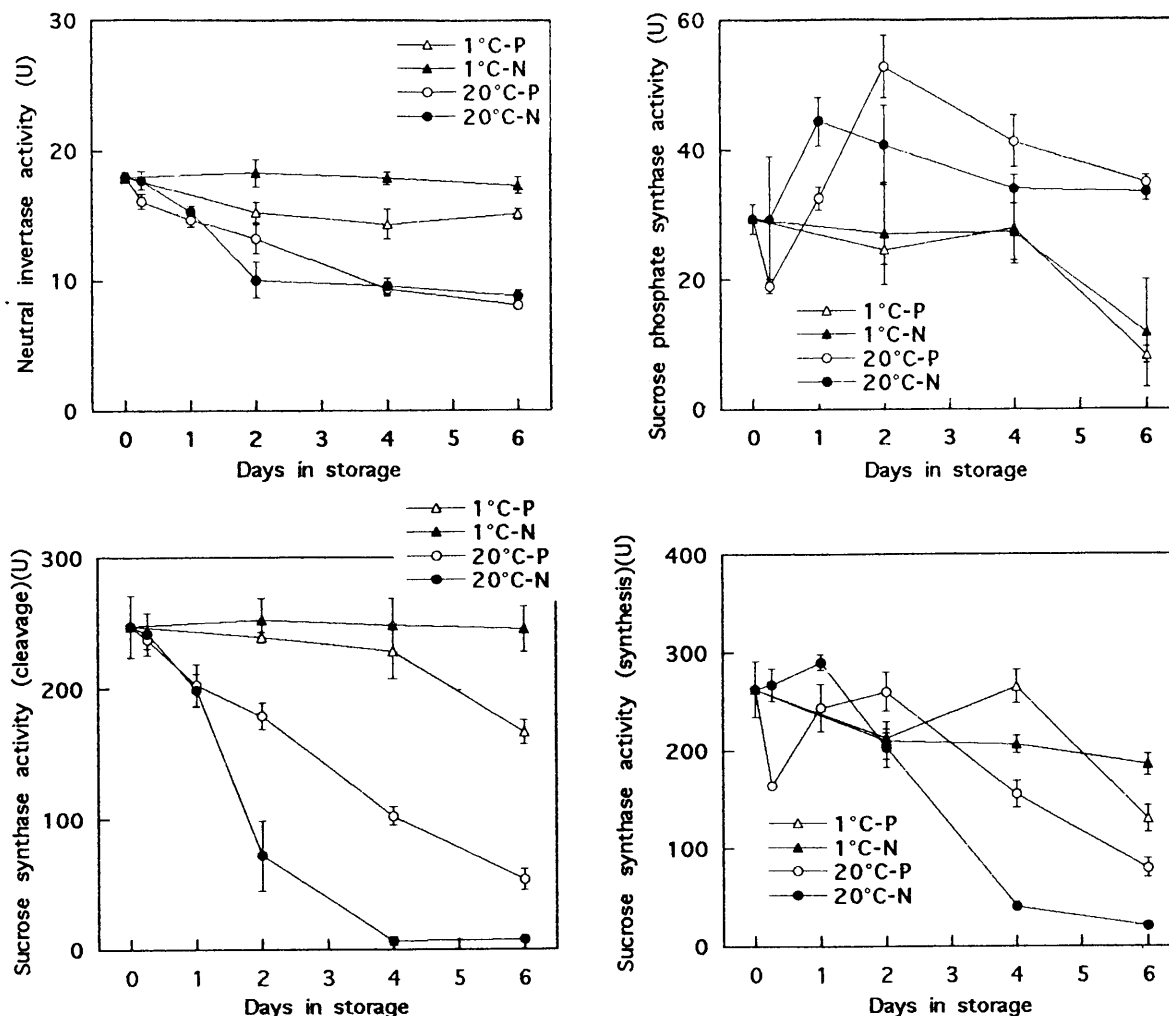 Neutral invertase activity (U)
30
20
10
0
1°C-P
1°C-N
20°C-P
20°C-N
0 1 2 3 4 5 6
Days in storage
Sucrose phosphate synthase activity (U)
60
40
20
0
1°C-P
1°C-N
20°C-P
20°C-N
0 1 2 3 4 5 6
Days in storage
Sucrose synthase activity (cleavage)(U)
300
200
100
0
1°C-P
1°C-N
20°C-P
20°C-N
0 1 2 3 4 5 6
Days in storage
Sucrose synthase activity (synthesis)(U)
400
300
200
100
0
1°C-P
1°C-N
20°C-P
20°C-N
0 1 2 3 4 5 6
Days in storage